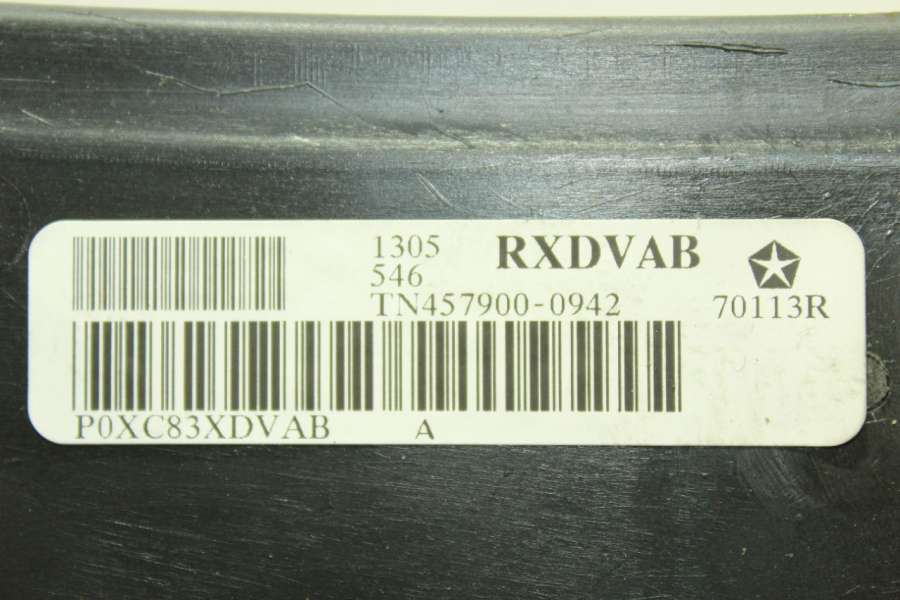 1305 RXDVAB
546
TN457900-0942 70113R
P0XC83XDVAB A